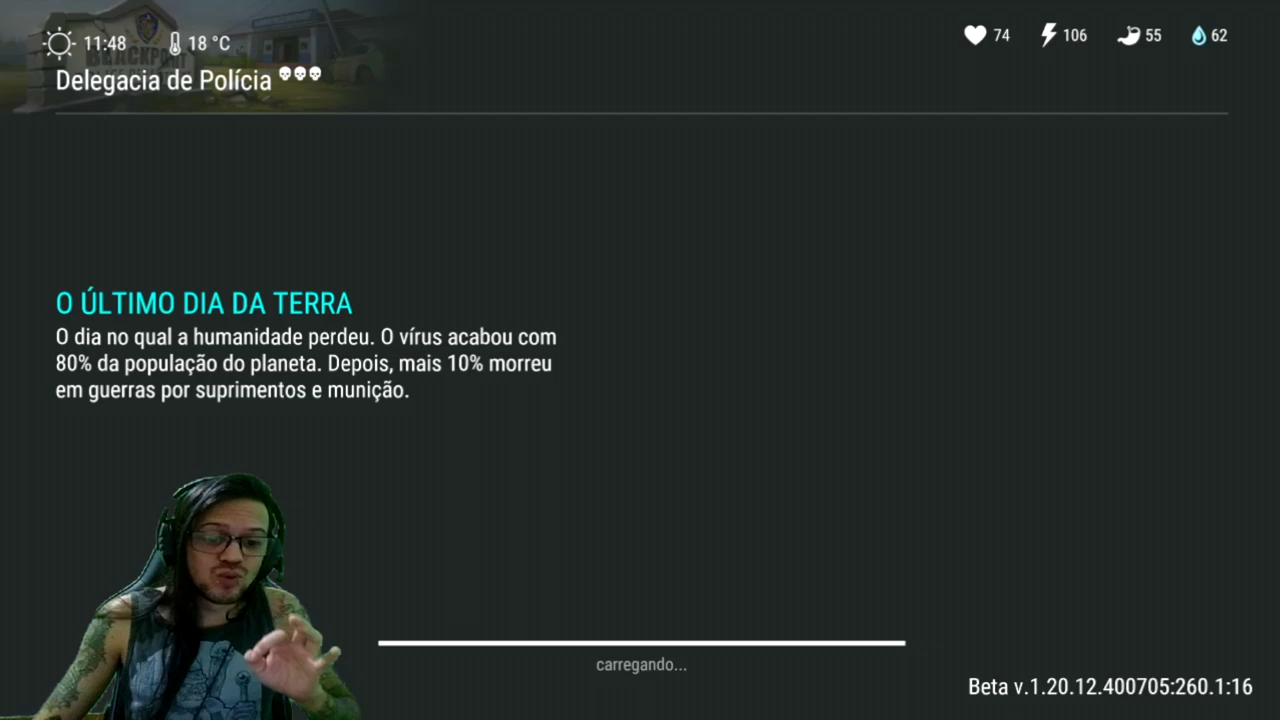 11:48
18 °C
74
106
55
62
Delegacia de Polícia
O ÚLTIMO DIA DA TERRA
O dia no qual a humanidade perdeu. O vírus acabou com
80% da população do planeta. Depois, mais 10% morreu
em guerras por suprimentos e munição.
carregando...
Beta v.1.20.12.400705:260.1:16